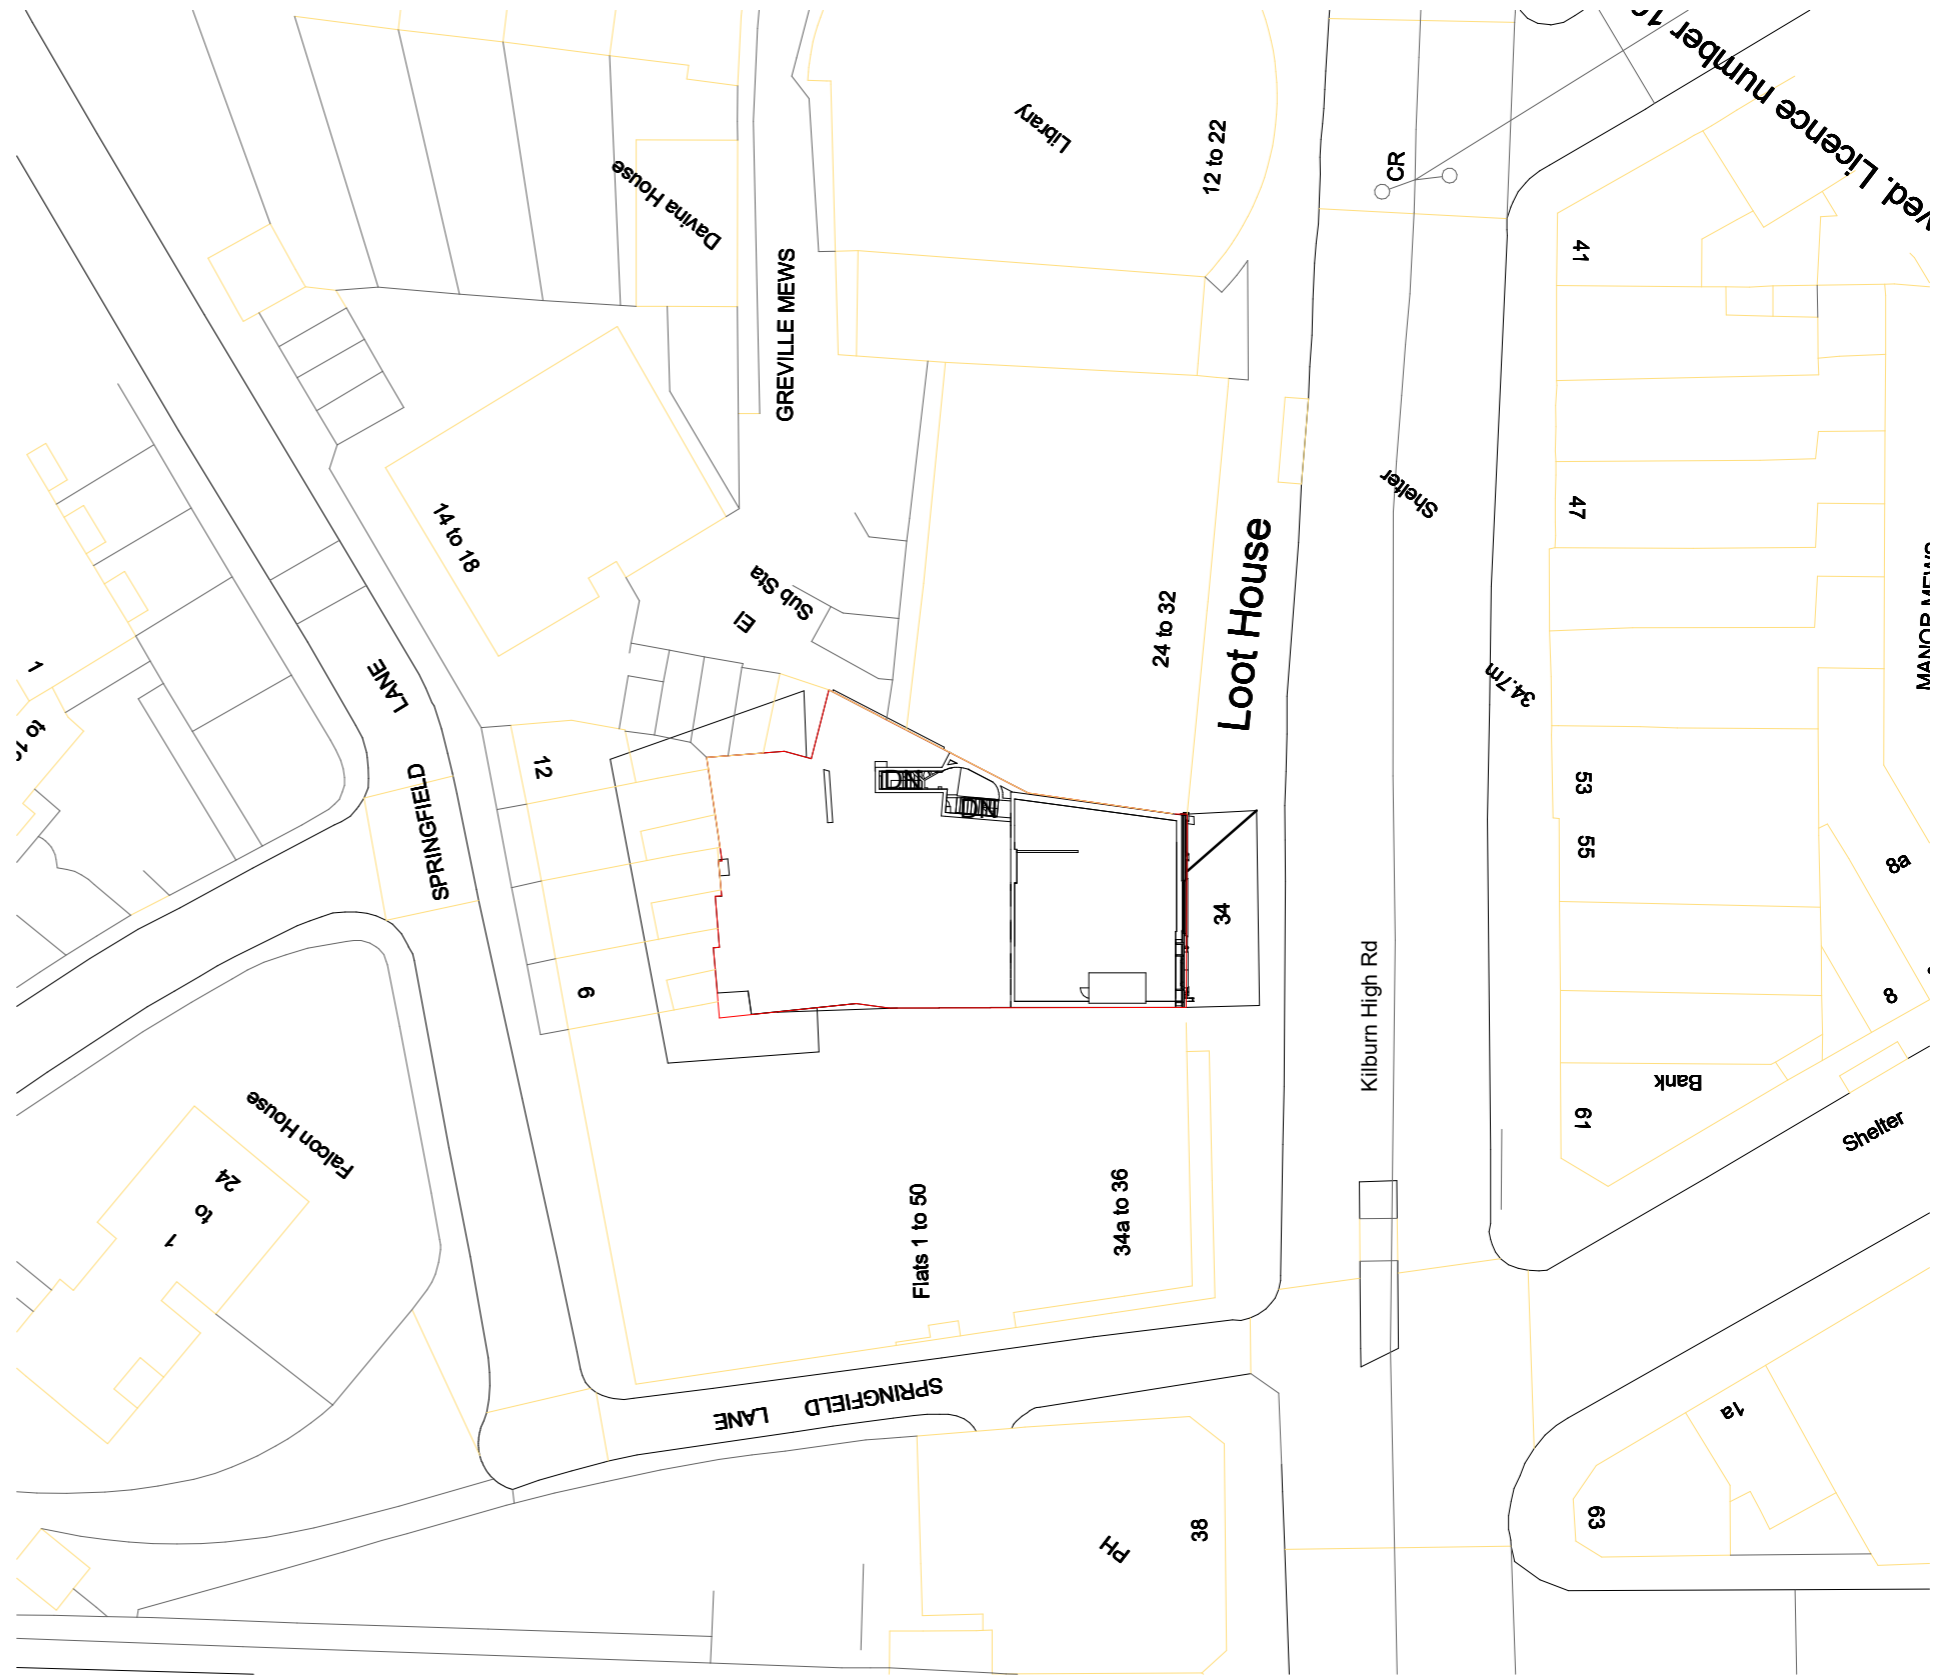 ved. Licence number
Library
12 to 22
CR
Davina House
41
GREVILLE MEWS
14 to 18
Shelter
47
Sub Sta
El
24 to 32
Loot House
MANOR MEWS
1
to
LANE
34.7m
SPRINGFIELD
12
DN
DN
53
55
8a
34
6
8
Kilburn High Rd
Bank
61
Shelter
Falcon House
1
to
24
Flats 1 to 50
34a to 36
SPRINGFIELD
LANE
1a
63
38
PH